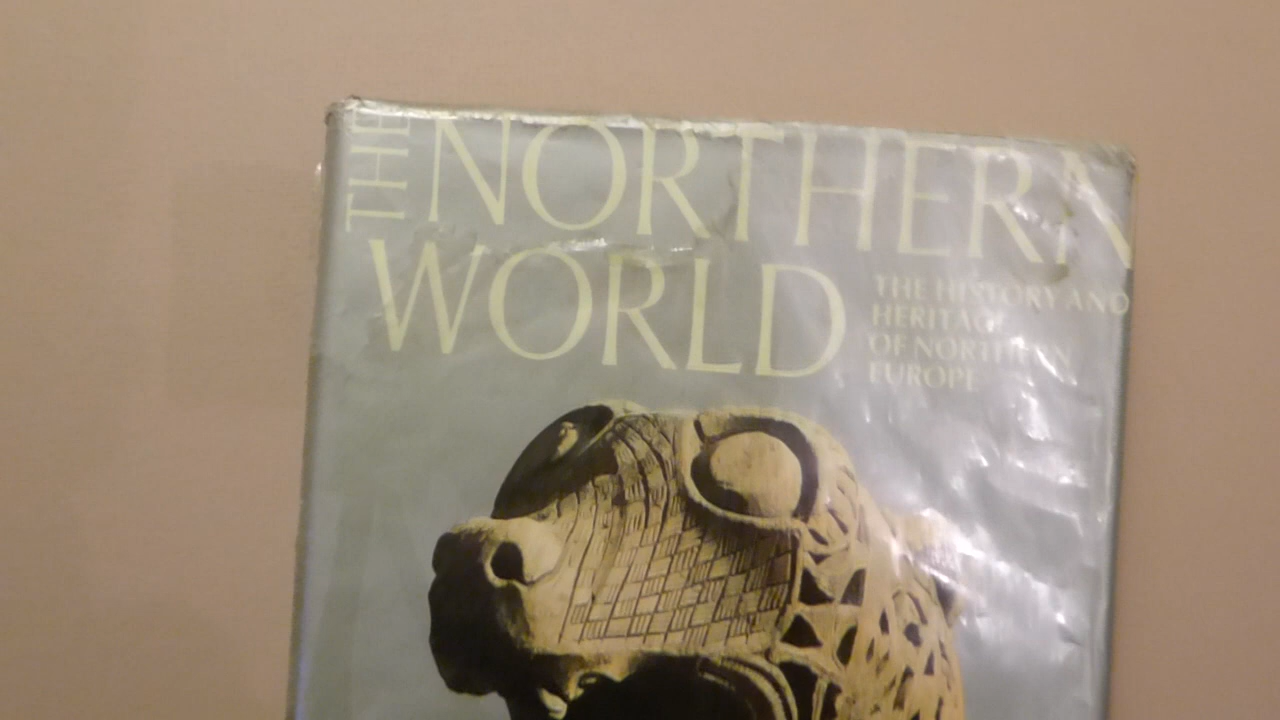 THE NORTHERN
WORLD
THE HISTORY AND
HERITAGE
OF NORTHERN
EUROPE